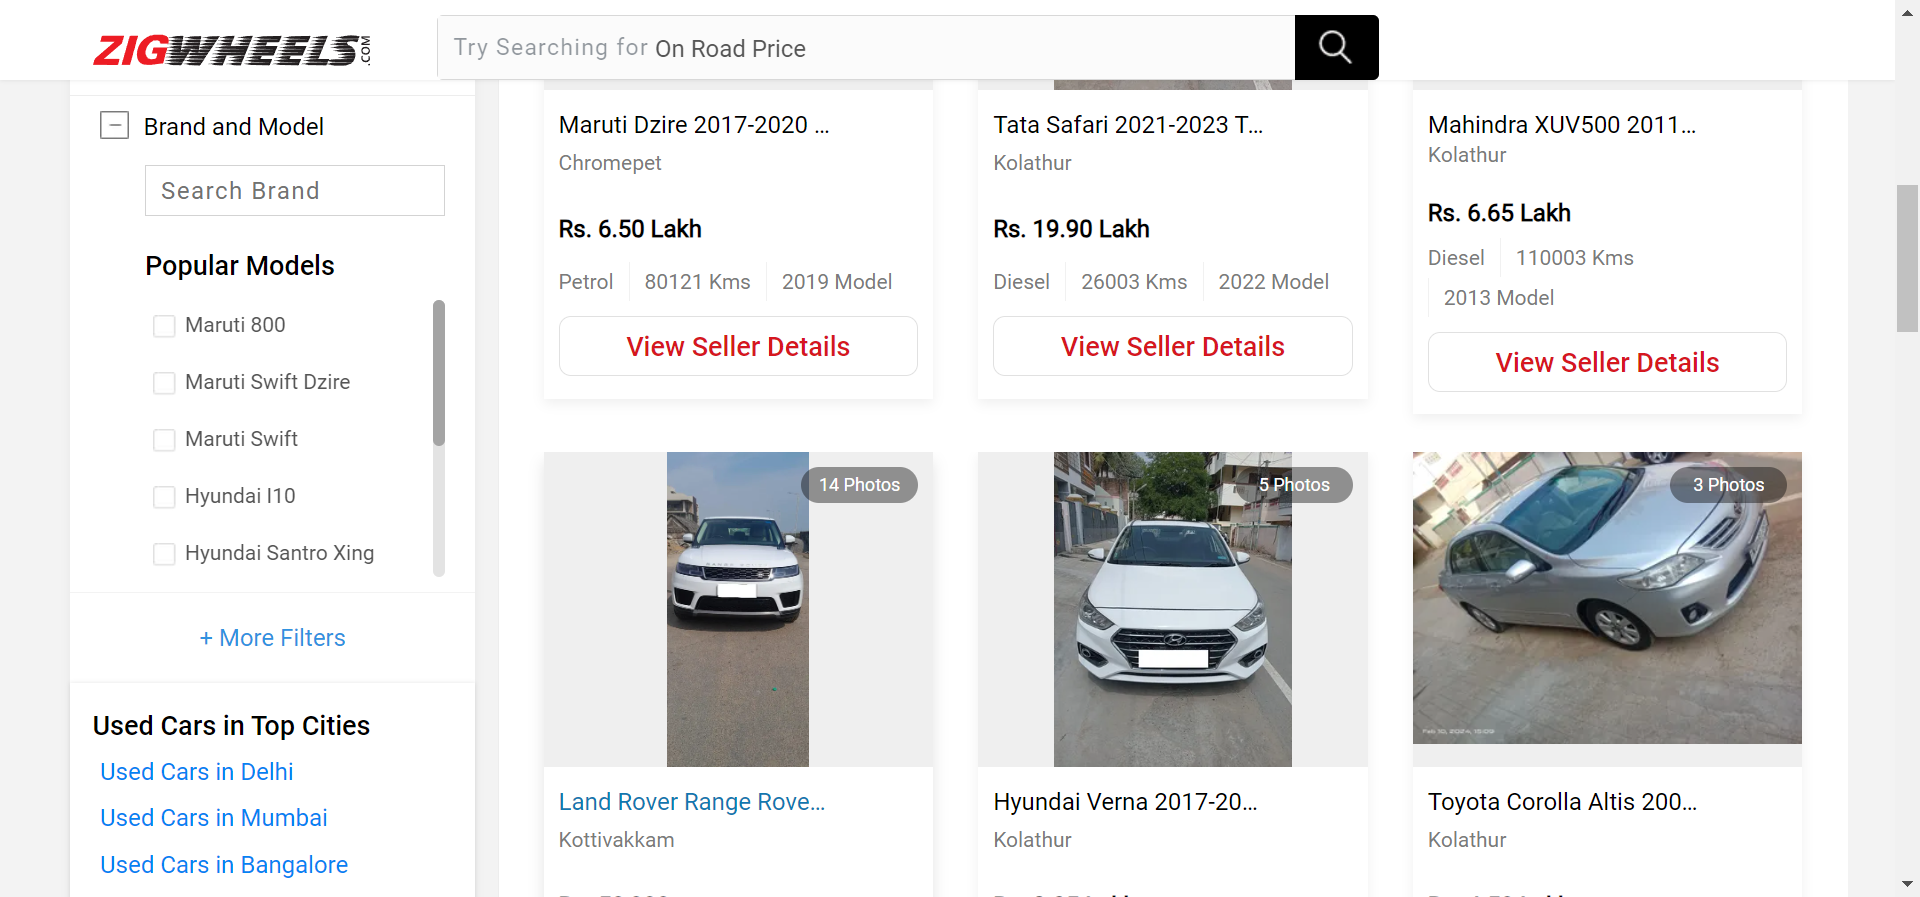 ZIGWHEELS.COM
Try Searching for On Road Price
Brand and Model
Search Brand
Popular Models
Maruti 800
Maruti Swift Dzire
Maruti Swift
Hyundai I10
Hyundai Santro Xing
+ More Filters
Used Cars in Top Cities
Used Cars in Delhi
Used Cars in Mumbai
Used Cars in Bangalore
Maruti Dzire 2017-2020 ...
Chromepet
Rs. 6.50 Lakh
Petrol 80121 Kms 2019 Model
View Seller Details
Tata Safari 2021-2023 T...
Kolathur
Rs. 19.90 Lakh
Diesel 26003 Kms 2022 Model
View Seller Details
Mahindra XUV500 2011...
Kolathur
Rs. 6.65 Lakh
Diesel 110003 Kms
2013 Model
View Seller Details
14 Photos
Land Rover Range Rove...
Kottivakkam
5 Photos
Hyundai Verna 2017-20...
Kolathur
3 Photos
Feb 10, 2024, 15:09
Toyota Corolla Altis 200...
Kolathur